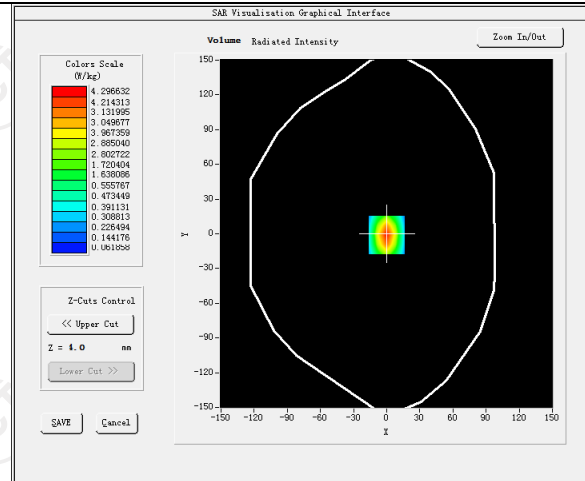 SAR Visualisation Graphical Interface
Volume Radiated Intensity
Zoom In/Out
Colors Scale
(W/kg)
4.296632
4.214313
3.131995
3.049677
3.967359
2.885040
2.802722
1.720404
1.638086
0.555767
0.473449
0.391131
0.308813
0.226494
0.144176
0.061858
Z-Cuts Control
<< Upper Cut
Z = 4.0 mm
Lower Cut >>
SAVE Cancel
150
120
90
60
30
0
-30
-60
-90
-120
-150
Y
-150 -120 -90 -60 -30 0 30 60 90 120 150
X